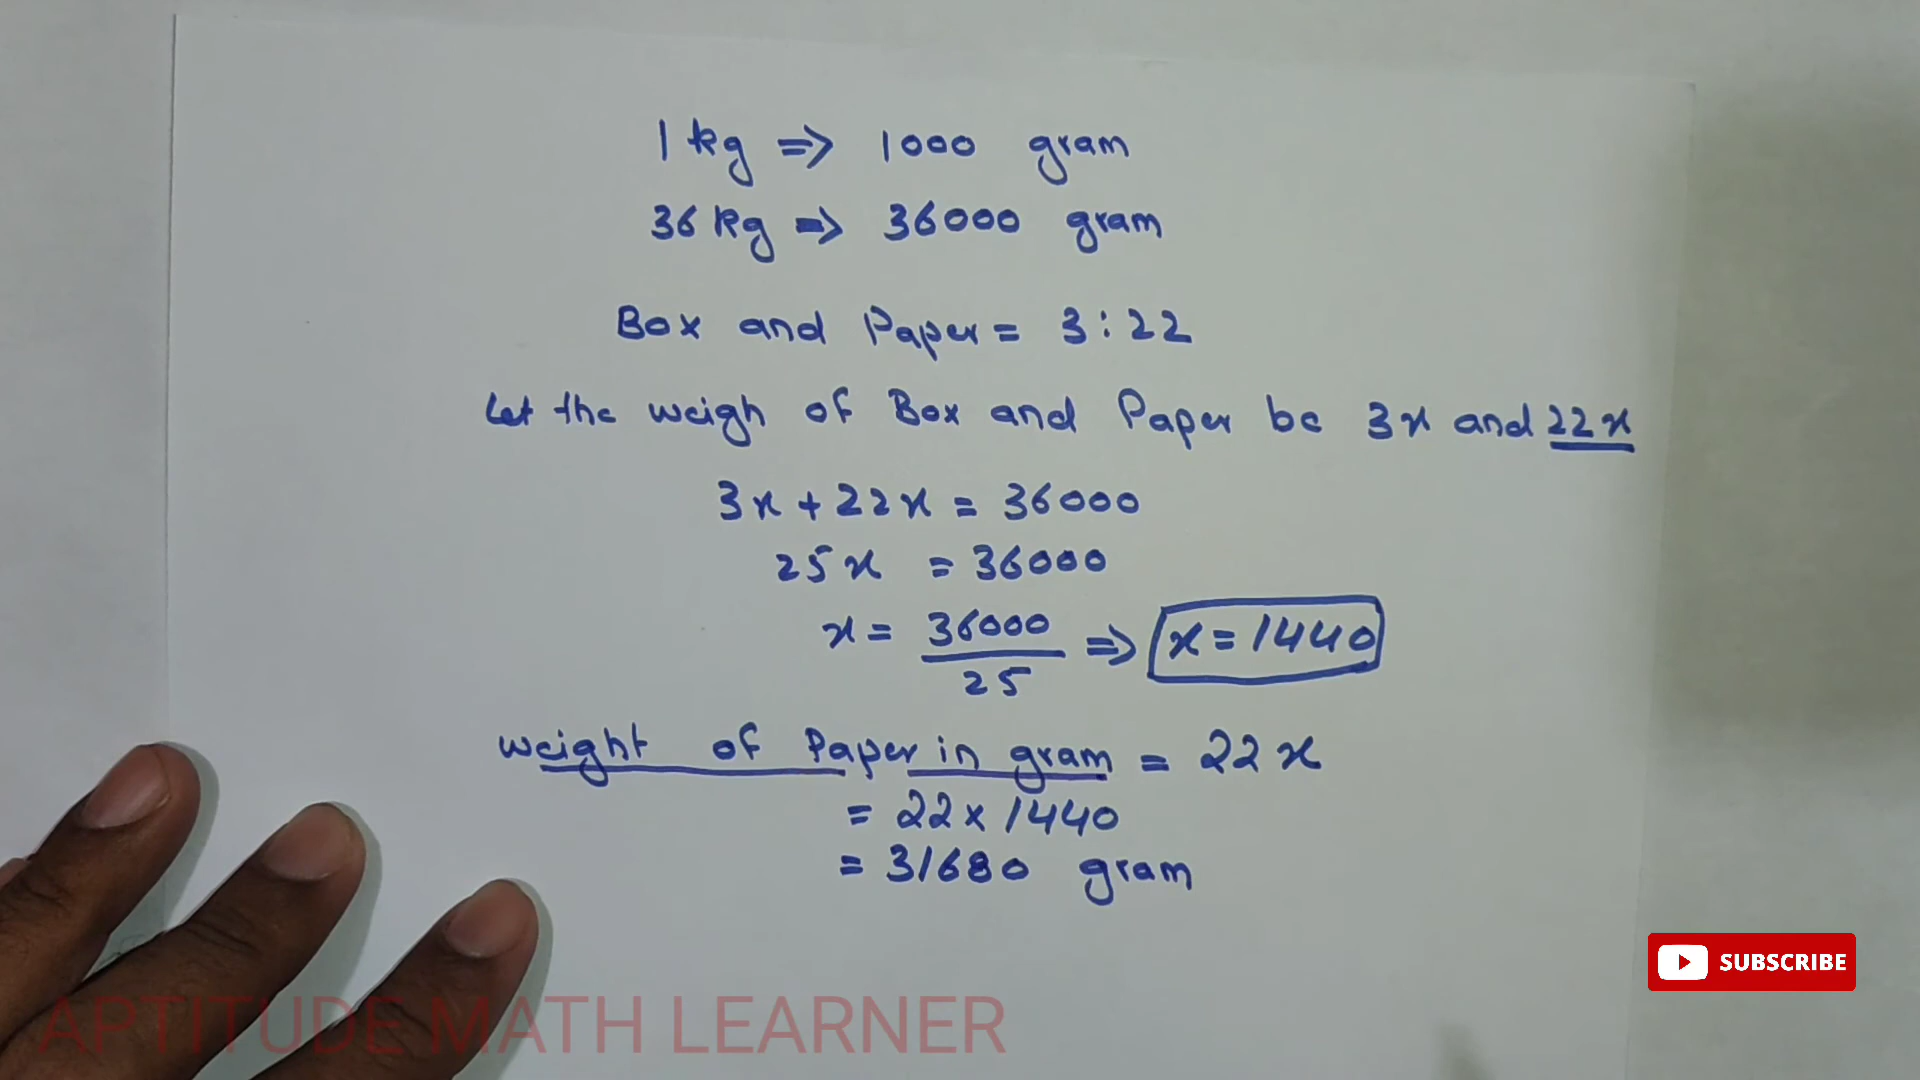 1 kg => 1000 gram
36 kg => 36000 gram
Box and Paper = 3:22
Let the weigh of Box and Paper be 3x and 22x
3x + 22x = 36000
25x = 36000
x = 36000/25 => x = 1440
weight of Paper in gram = 22x
= 22 x 1440
= 31680 gram
SUBSCRIBE
APTITUDE MATH LEARNER